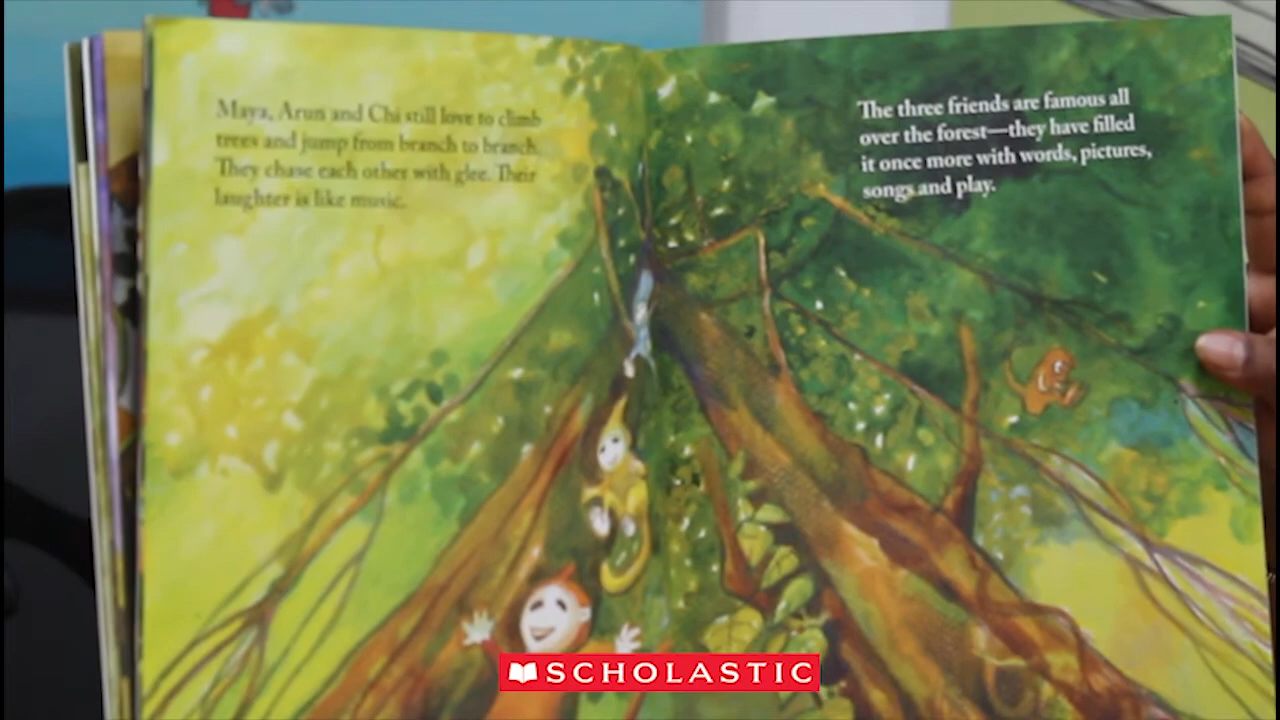 Maya, Arun and Chi still love to climb
trees and jump from branch to branch.
They chase each other with glee. Their
laughter is like music.
The three friends are famous all
over the forest—they have filled
it once more with words, pictures,
songs and play.
SCHOLASTIC